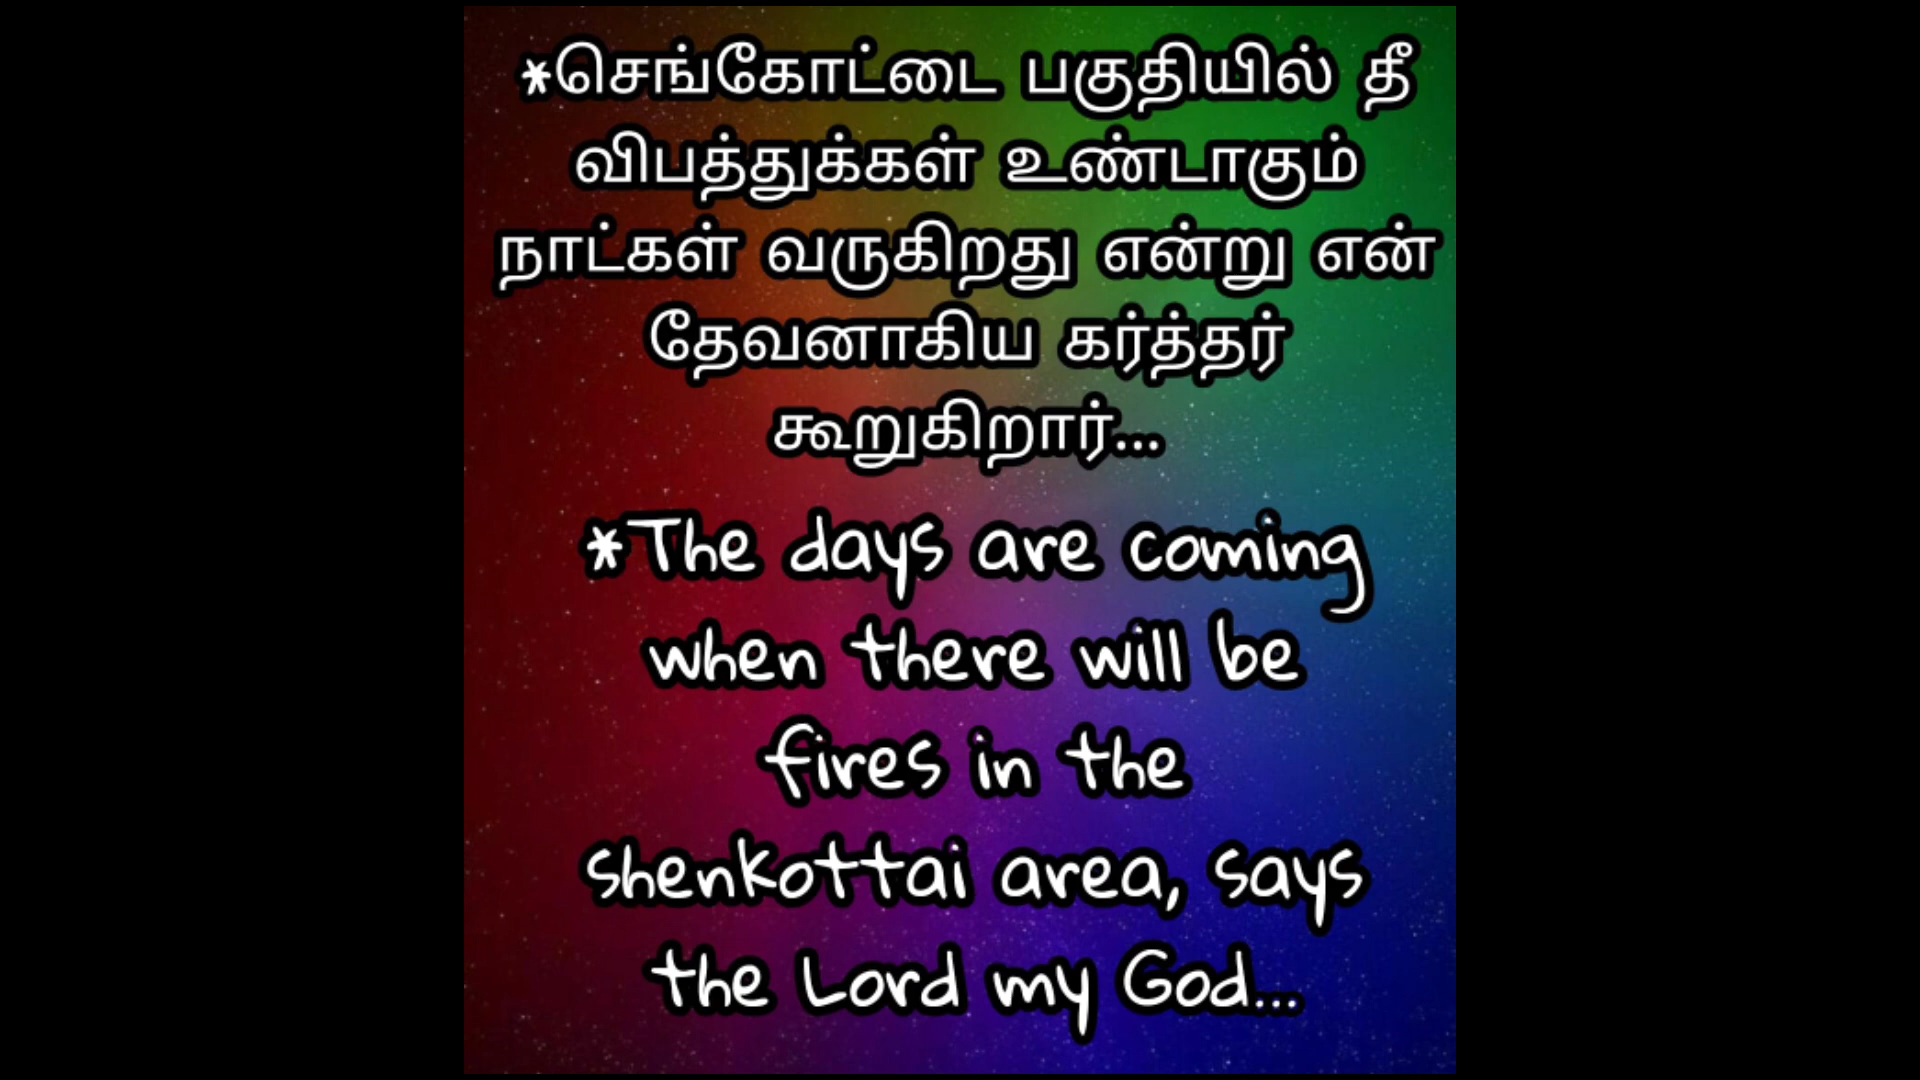 *செங்கோட்டை பகுதியில் தீ
விபத்துக்கள் உண்டாகும்
நாட்கள் வருகிறது என்று என்
தேவனாகிய கர்த்தர்
கூறுகிறார்...
*The days are coming
when there will be
fires in the
shenkottai area, says
the Lord my God...